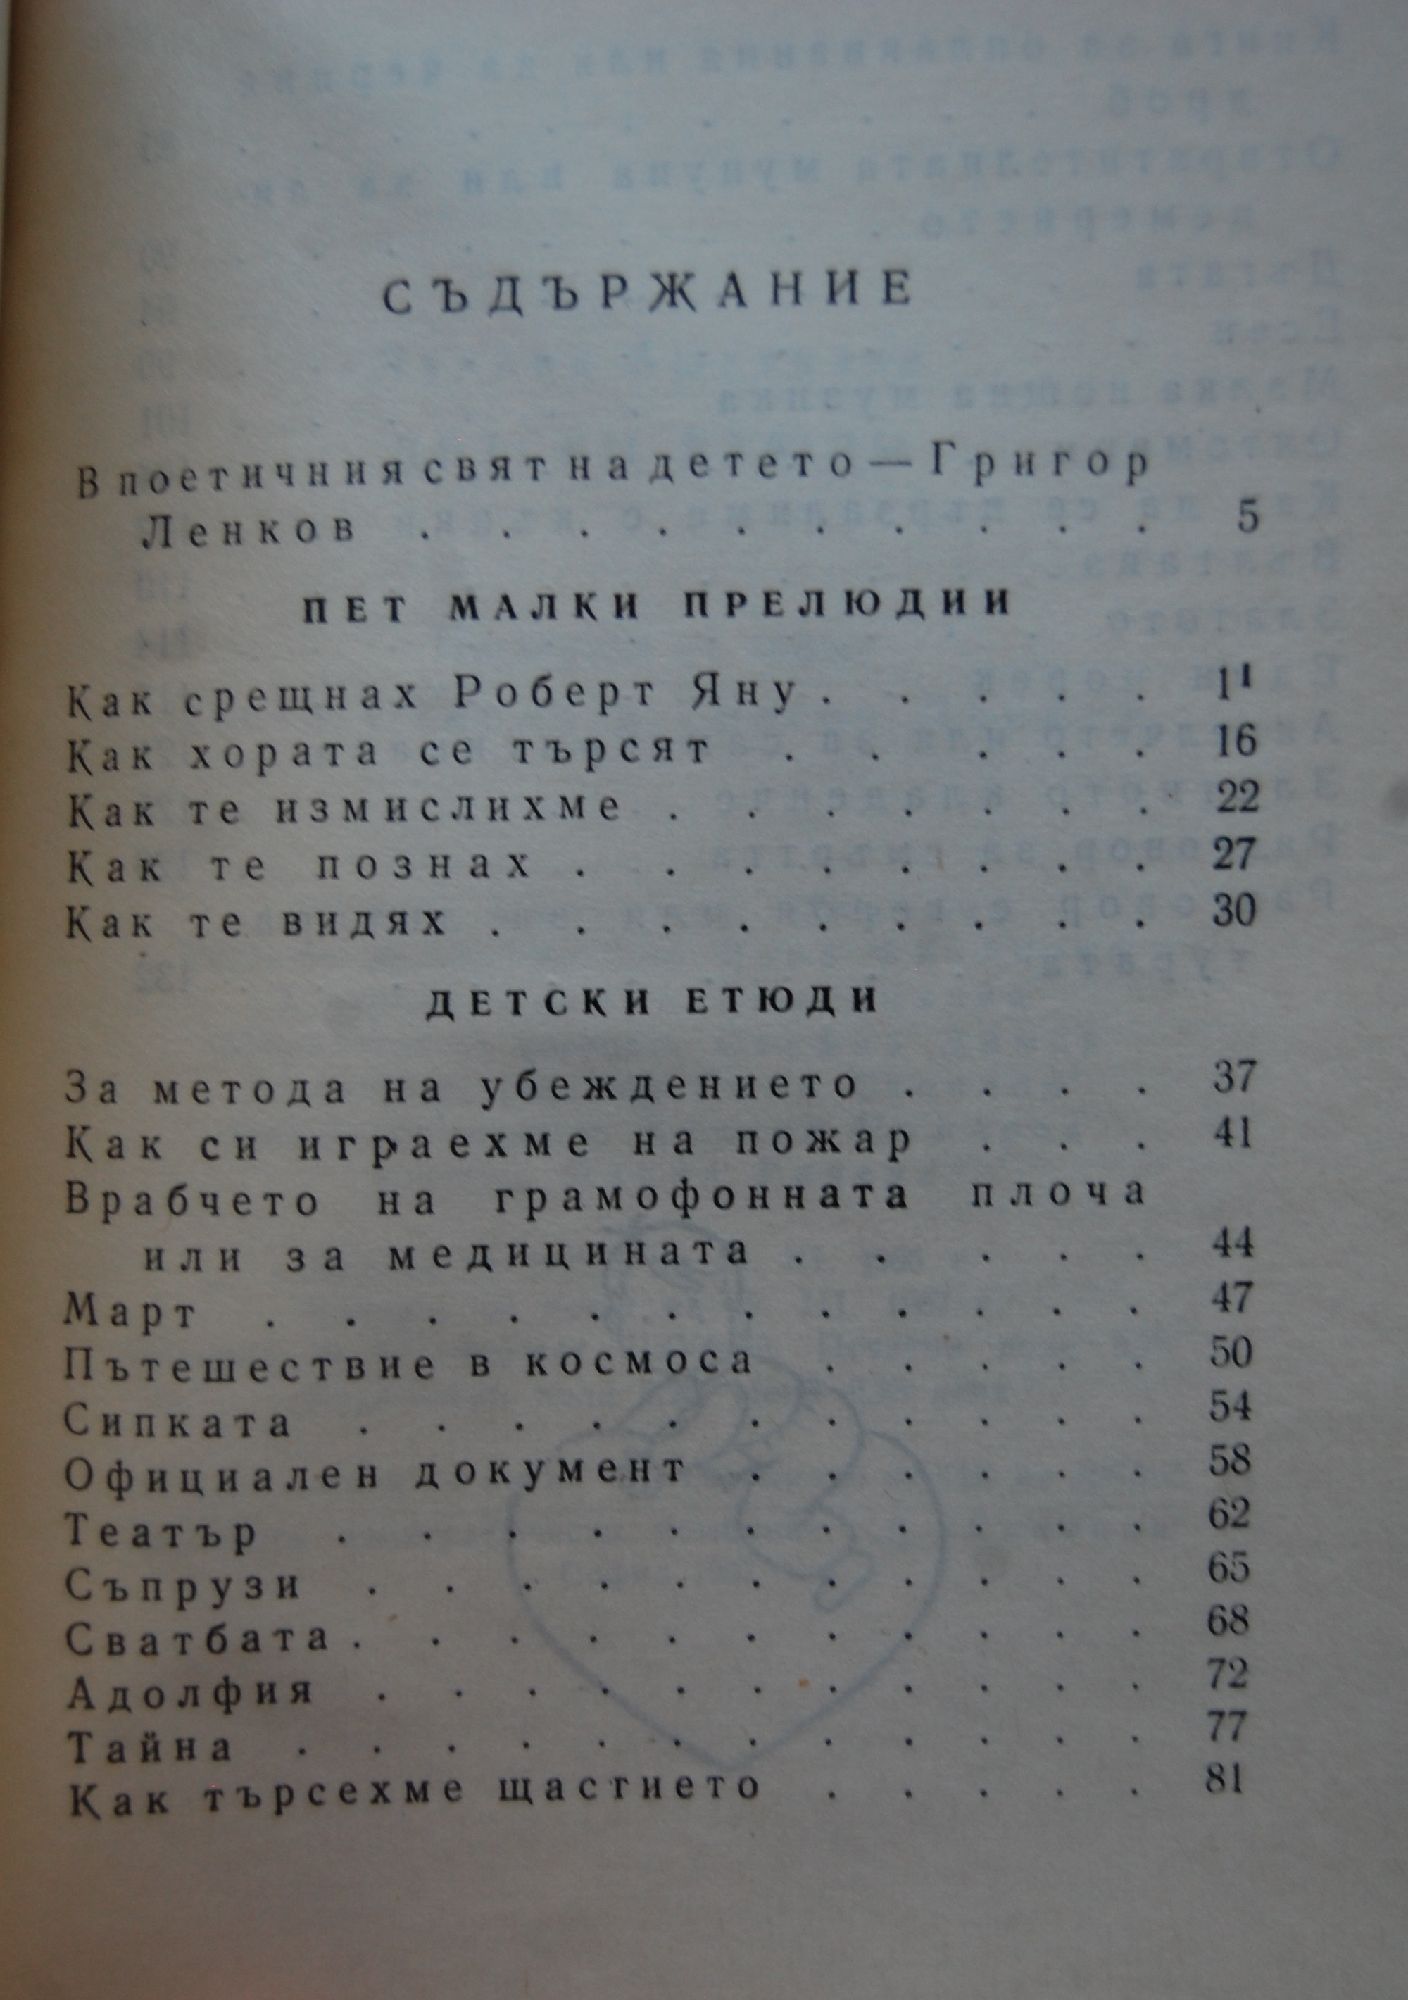 СЪДЪРЖАНИЕ
В поетичния свят на детето — Григор
Ленков . . . . . . . . . . 5
ПЕТ МАЛКИ ПРЕЛЮДИИ
Как срещнах Роберт Яну . . . . . 11
Как хората се търсят . . . . . 16
Как те измислихме . . . . . . . 22
Как те познах . . . . . . . . 27
Как те видях . . . . . . . . . 30
ДЕТСКИ ЕТЮДИ
За метода на убеждението . . . . 37
Как си играехме на пожар . . . 41
Врабчето на грамофонната плоча
или за медицината . . . . . 44
Март . . . . . . . . . . . . 47
Пътешествие в космоса . . . . . 50
Сипката . . . . . . . . . . . 54
Официален документ . . . . . . 58
Театър . . . . . . . . . . . 62
Съпрузи . . . . . . . . . . . 65
Сватбата . . . . . . . . . . . 68
Адолфия . . . . . . . . . . . 72
Тайна . . . . . . . . . . . . 77
Как търсехме щастието . . . . . 81